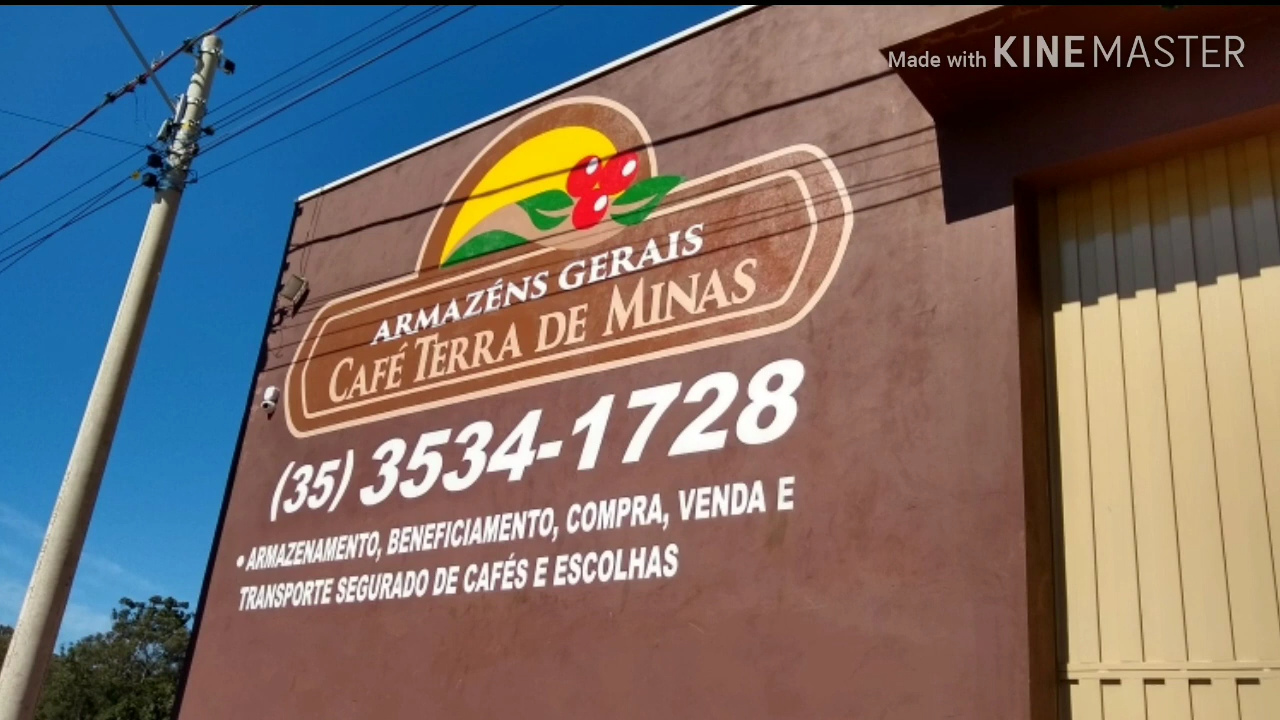 Made with KINEMASTER
ARMAZÉNS GERAIS
CAFÉ TERRA DE MINAS
(35) 3534-1728
• ARMAZENAMENTO, BENEFICIAMENTO, COMPRA, VENDA E
TRANSPORTE SEGURADO DE CAFÉS E ESCOLHAS